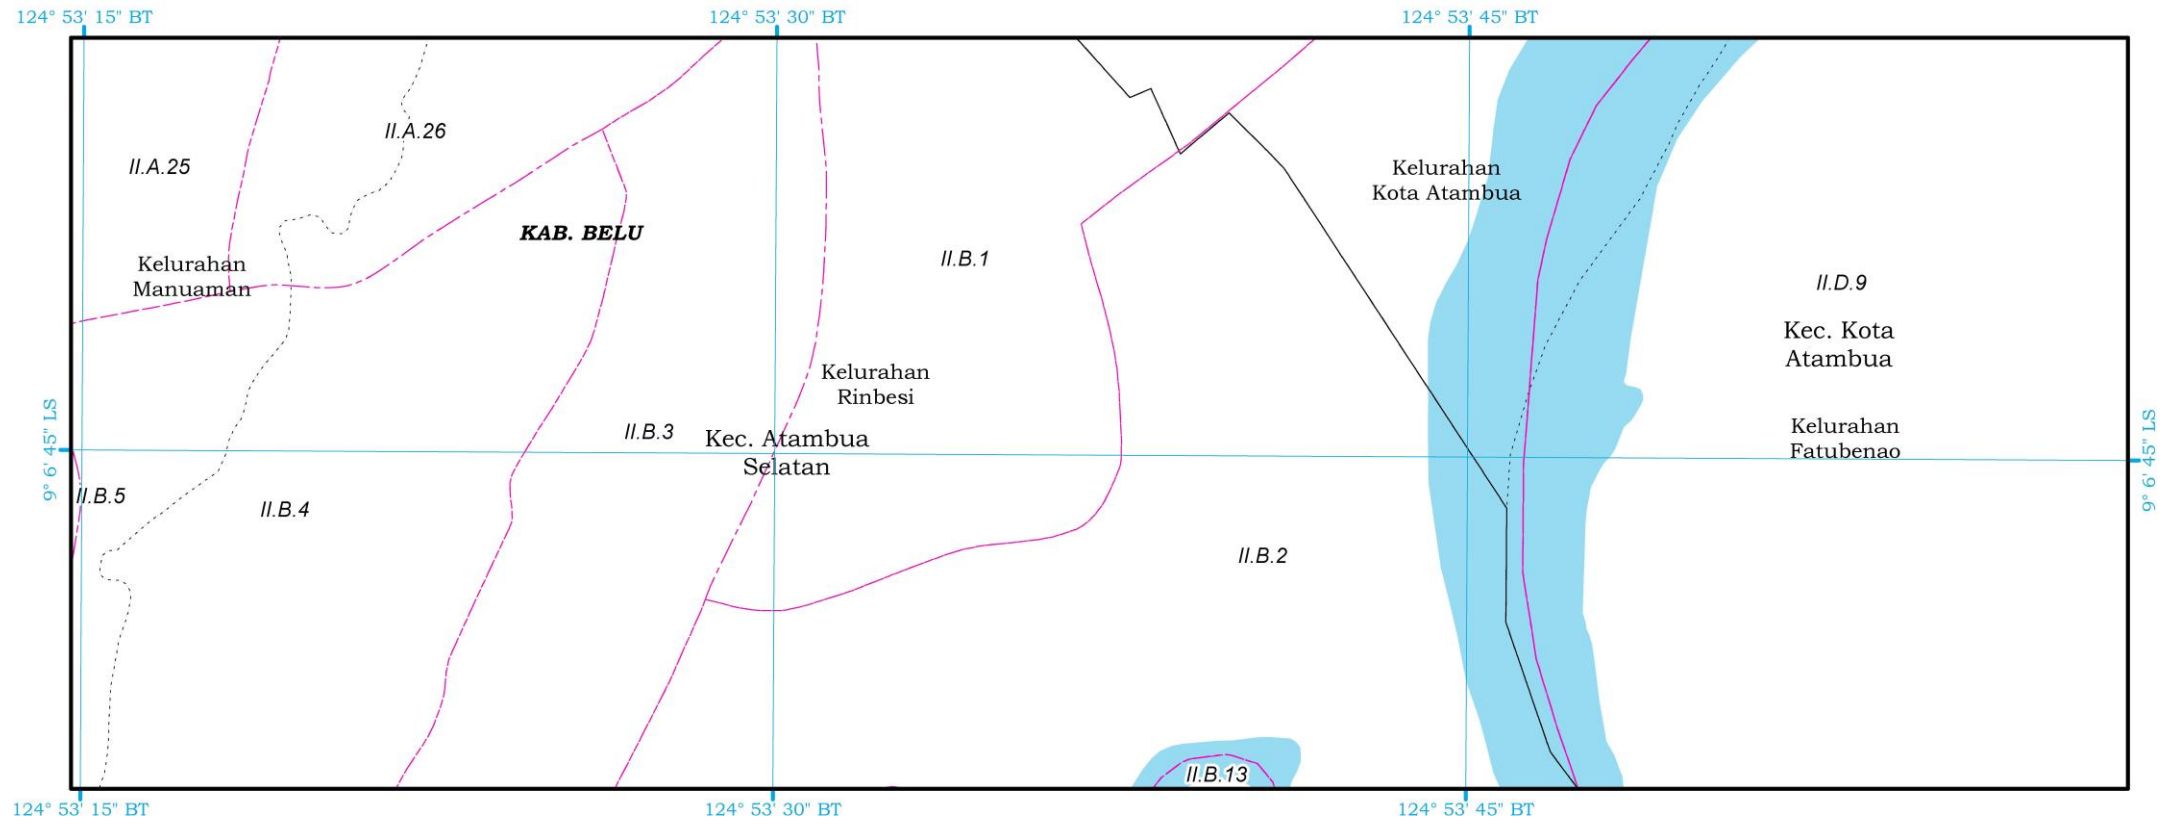 124° 53' 15" BT
124° 53' 30" BT
124° 53' 45" BT
II.A.26
II.A.25
Kelurahan
Kota Atambua
KAB. BELU
II.B.1
Kelurahan
Manuaman
II.D.9
Kec. Kota
Atambua
Kelurahan
Rinbesi
II.B.3
Kec. Atambua
Selatan
Kelurahan
Fatubenao
9° 6' 45" LS
9° 6' 45" LS
II.B.5
II.B.4
II.B.2
II.B.13
124° 53' 15" BT
124° 53' 30" BT
124° 53' 45" BT